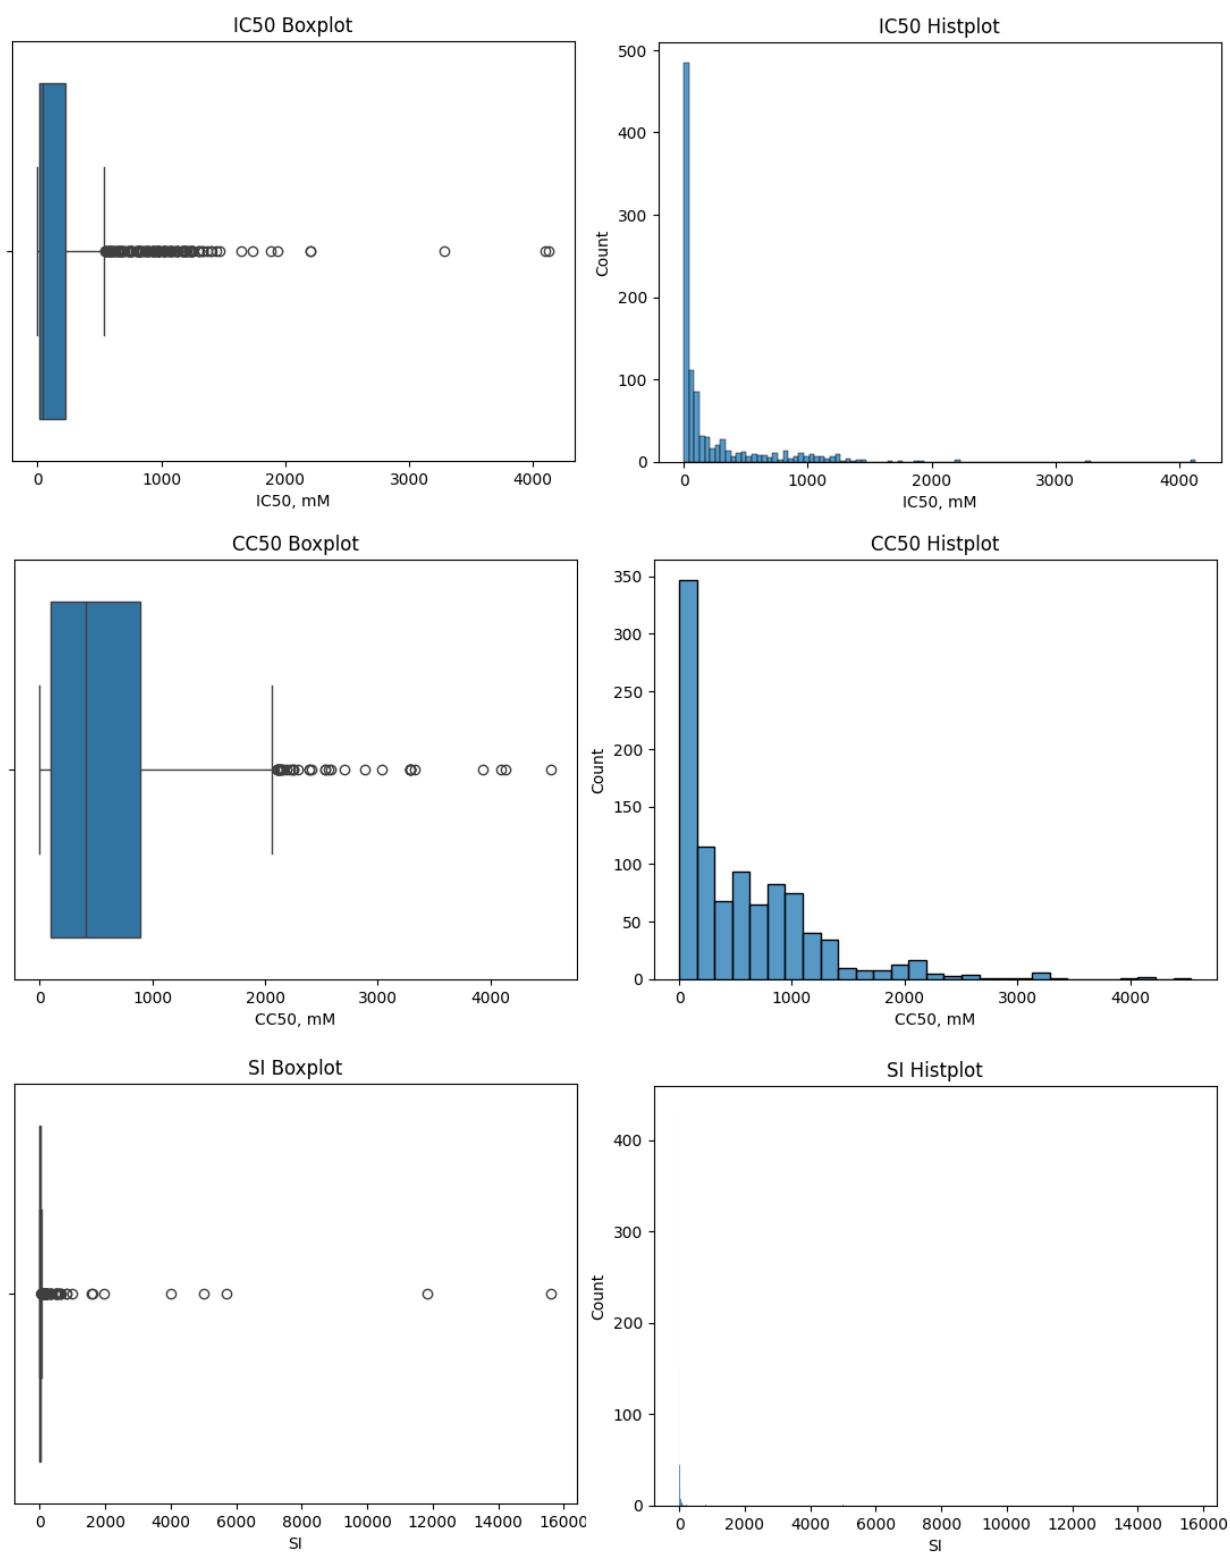 IC50 Boxplot
0 1000 2000 3000 4000
IC50, mM
IC50 Histplot
500
400
300
200
100
0
Count
0 1000 2000 3000 4000
IC50, mM
CC50 Boxplot
0 1000 2000 3000 4000
CC50, mM
CC50 Histplot
350
300
250
200
150
100
50
0
Count
0 1000 2000 3000 4000
CC50, mM
SI Boxplot
0 2000 4000 6000 8000 10000 12000 14000 16000
SI
SI Histplot
400
300
200
100
0
Count
0 2000 4000 6000 8000 10000 12000 14000 16000
SI